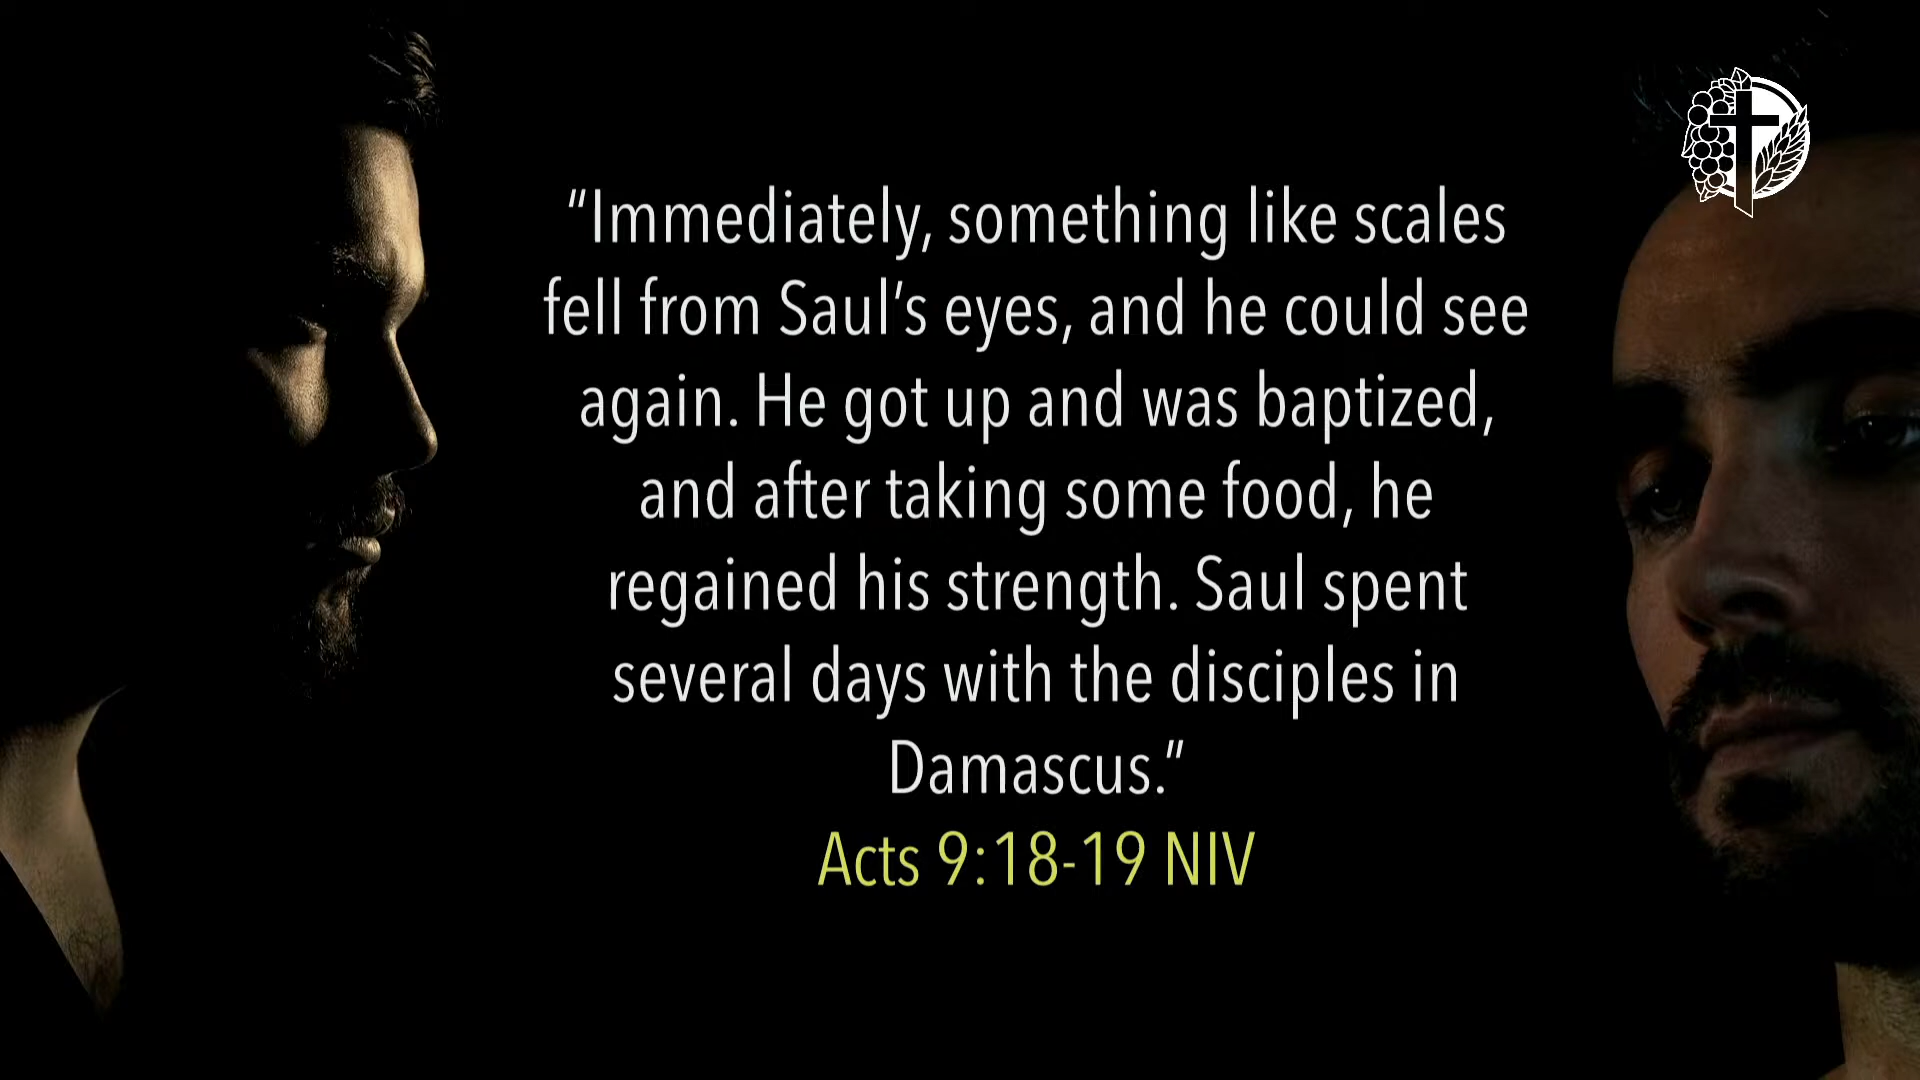 “Immediately, something like scales
fell from Saul’s eyes, and he could see
again. He got up and was baptized,
and after taking some food, he
regained his strength. Saul spent
several days with the disciples in
Damascus.”
Acts 9:18-19 NIV